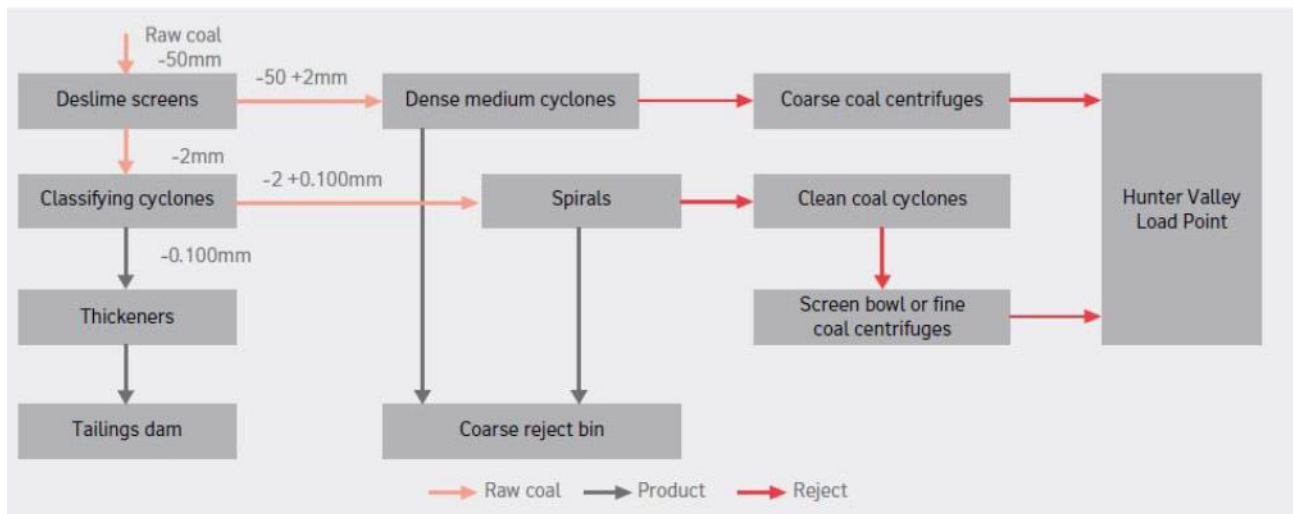 Raw coal
-50mm
-50 +2mm
Deslime screens
Dense medium cyclones
Coarse coal centrifuges
-2mm
-2 +0.100mm
Classifying cyclones
Spirals
Clean coal cyclones
Hunter Valley
Load Point
-0.100mm
Thickeners
Screen bowl or fine
coal centrifuges
Tailings dam
Coarse reject bin
Raw coal
Product
Reject